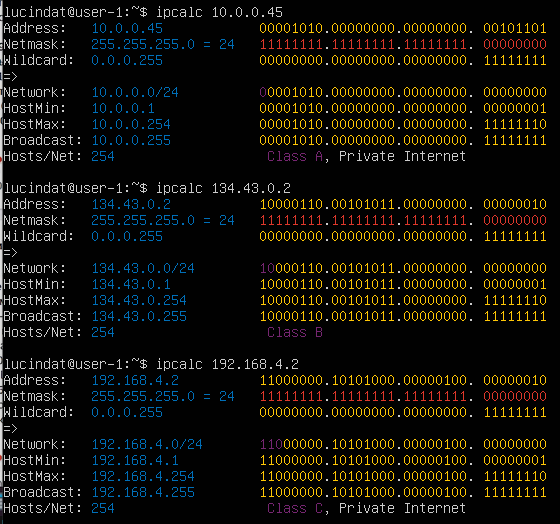 lucindat@user-1:~$ ipcalc 10.0.0.45
Address: 10.0.0.45 00001010.00000000.00000000. 00101101
Netmask: 255.255.255.0 = 24 11111111.11111111.11111111. 00000000
Wildcard: 0.0.0.255 00000000.00000000.00000000. 11111111
=>
Network: 10.0.0.0/24 00001010.00000000.00000000. 00000000
HostMin: 10.0.0.1 00001010.00000000.00000000. 00000001
HostMax: 10.0.0.254 00001010.00000000.00000000. 11111110
Broadcast: 10.0.0.255 00001010.00000000.00000000. 11111111
Hosts/Net: 254 Class A, Private Internet
lucindat@user-1:~$ ipcalc 134.43.0.2
Address: 134.43.0.2 10000110.00101011.00000000. 00000010
Netmask: 255.255.255.0 = 24 11111111.11111111.11111111. 00000000
Wildcard: 0.0.0.255 00000000.00000000.00000000. 11111111
=>
Network: 134.43.0.0/24 10000110.00101011.00000000. 00000000
HostMin: 134.43.0.1 10000110.00101011.00000000. 00000001
HostMax: 134.43.0.254 10000110.00101011.00000000. 11111110
Broadcast: 134.43.0.255 10000110.00101011.00000000. 11111111
Hosts/Net: 254 Class B
lucindat@user-1:~$ ipcalc 192.168.4.2
Address: 192.168.4.2 11000000.10101000.00000100. 00000010
Netmask: 255.255.255.0 = 24 11111111.11111111.11111111. 00000000
Wildcard: 0.0.0.255 00000000.00000000.00000000. 11111111
=>
Network: 192.168.4.0/24 11000000.10101000.00000100. 00000000
HostMin: 192.168.4.1 11000000.10101000.00000100. 00000001
HostMax: 192.168.4.254 11000000.10101000.00000100. 11111110
Broadcast: 192.168.4.255 11000000.10101000.00000100. 11111111
Hosts/Net: 254 Class C, Private Internet